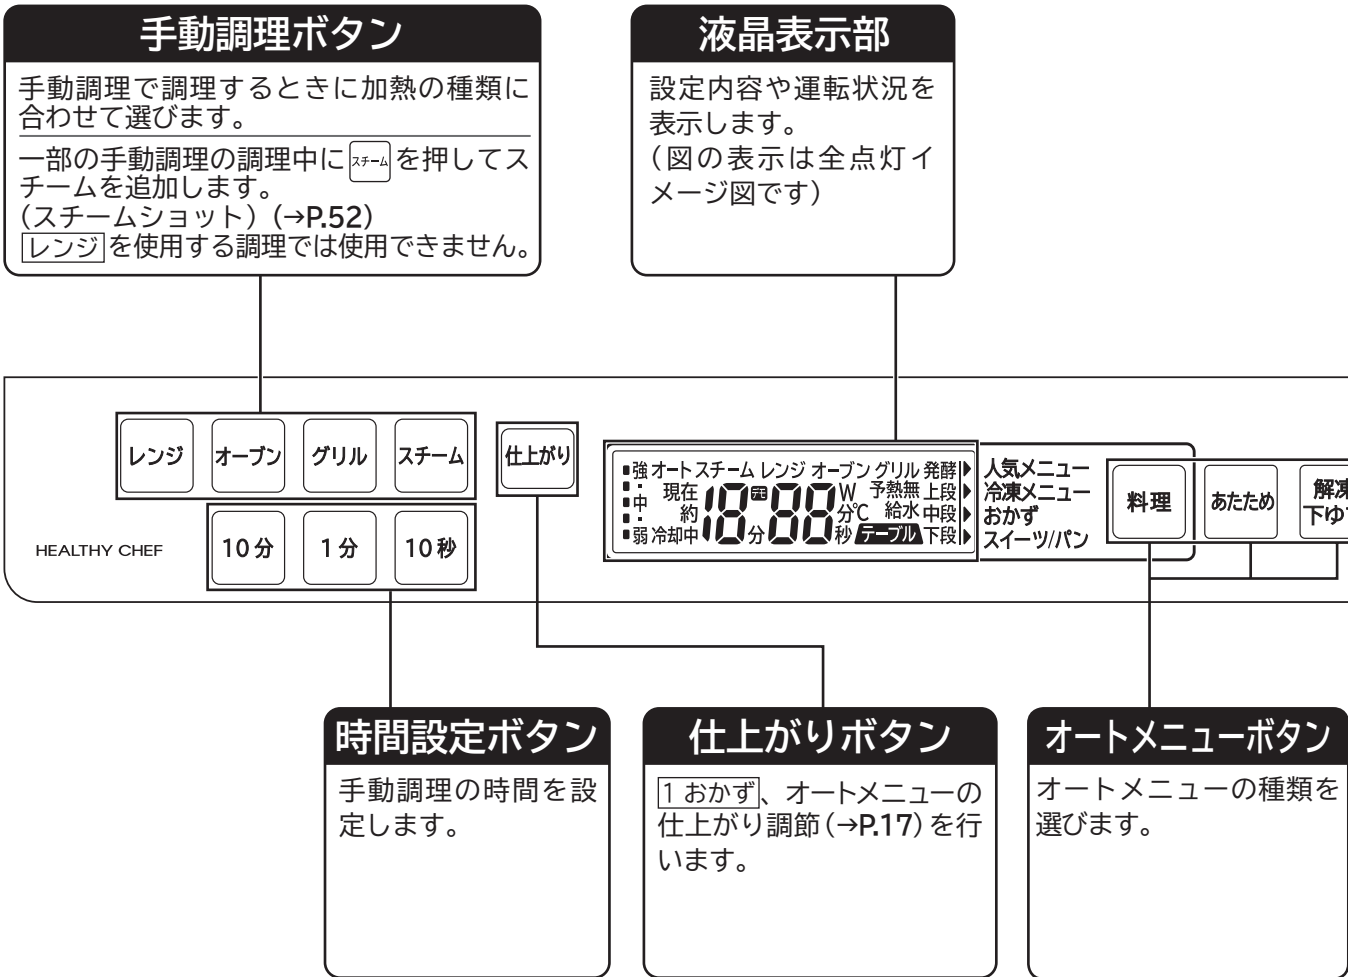 手動調理ボタン
手動調理で調理するときに加熱の種類に
合わせて選びます。
一部の手動調理の調理中にスチームを押してス
チームを追加します。
(スチームショット)(→P.52)
レンジを使用する調理では使用できません。
液晶表示部
設定内容や運転状況を
表示します。
(図の表示は全点灯イ
メージ図です)
レンジ オーブン グリル スチーム 仕上がり
HEALTHY CHEF
10分 1分 10秒
強 オート スチーム レンジ オーブン グリル 発酵
現在 デモ W 予熱無 上段
中 約 18:88 分℃ 給水 中段
弱 冷却中 分 秒 テーブル 下段
人気メニュー
冷凍メニュー
おかず
スイーツ/パン
料理 あたため
解凍
下ゆ
時間設定ボタン
手動調理の時間を設
定します。
仕上がりボタン
1 おかず、オートメニューの
仕上がり調節(→P.17)を行
います。
オートメニューボタン
オートメニューの種類を
選びます。